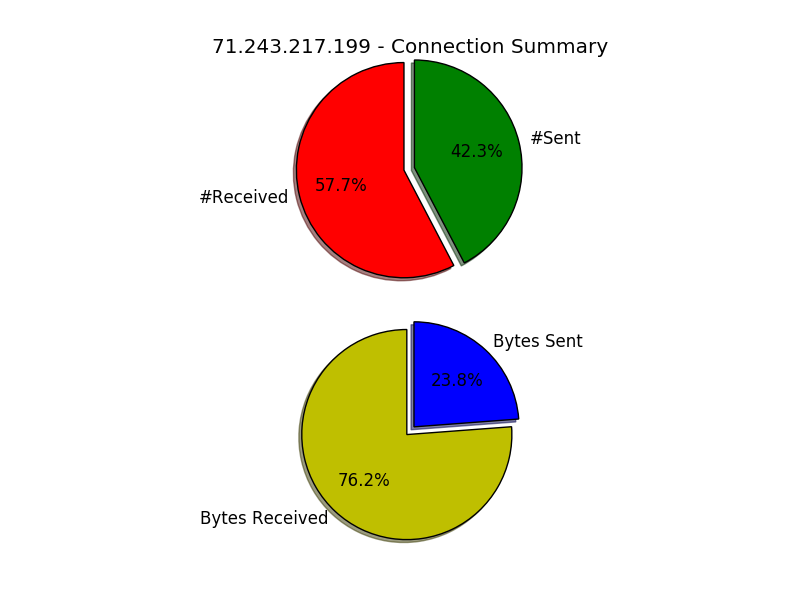 71.243.217.199 - Connection Summary
#Sent
42.3%
57.7%
#Received
Bytes Sent
23.8%
76.2%
Bytes Received